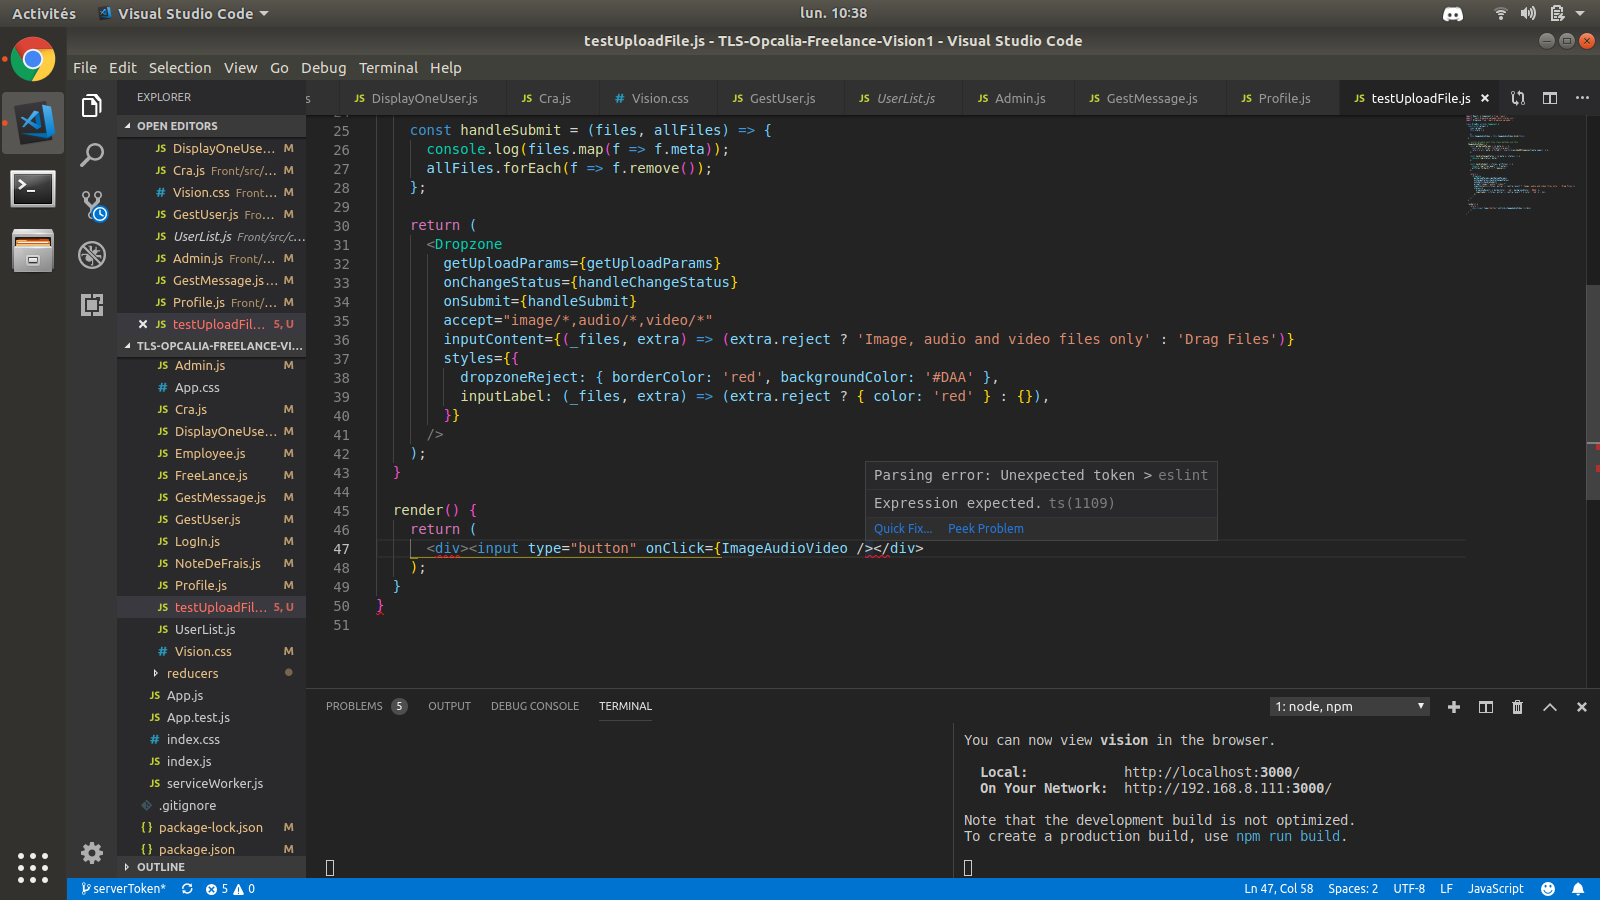 Activités
Visual Studio Code
lun. 10:38
testUploadFile.js - TLS-Opcalia-Freelance-Vision1 - Visual Studio Code
File Edit Selection View Go Debug Terminal Help
EXPLORER
s
JS DisplayOneUser.js
JS Cra.js
# Vision.css
JS GestUser.js
JS UserList.js
JS Admin.js
JS GestMessage.js
JS Profile.js
JS testUploadFile.js
OPEN EDITORS
JS DisplayOneUse... M
JS Cra.js Front/src/... M
# Vision.css Front... M
JS GestUser.js Fro... M
JS UserList.js Front/src/c...
JS Admin.js Front/... M
JS GestMessage.js... M
JS Profile.js Front/... M
JS testUploadFil... 5, U
TLS-OPCALIA-FREELANCE-VI...
JS Admin.js M
# App.css
JS Cra.js M
JS DisplayOneUse... M
JS Employee.js M
JS FreeLance.js M
JS GestMessage.js M
JS GestUser.js M
JS LogIn.js M
JS NoteDeFrais.js M
JS Profile.js M
JS testUploadFil... 5, U
JS UserList.js
# Vision.css M
reducers
JS App.js
JS App.test.js
# index.css
JS index.js
JS serviceWorker.js
.gitignore
{} package-lock.json M
{} package.json M
OUTLINE
25 const handleSubmit = (files, allFiles) => {
26 console.log(files.map(f => f.meta));
27 allFiles.forEach(f => f.remove());
28 };
29
30 return (
31 <Dropzone
32 getUploadParams={getUploadParams}
33 onChangeStatus={handleChangeStatus}
34 onSubmit={handleSubmit}
35 accept="image/*,audio/*,video/*"
36 inputContent={(_files, extra) => (extra.reject ? 'Image, audio and video files only' : 'Drag Files')}
37 styles={{
38 dropzoneReject: { borderColor: 'red', backgroundColor: '#DAA' },
39 inputLabel: (_files, extra) => (extra.reject ? { color: 'red' } : {}),
40 }}
41 />
42 );
43 }
44
45 render() {
46 return (
47 <div><input type="button" onClick={ImageAudioVideo /></div>
48 );
49 }
50 }
51
Parsing error: Unexpected token > eslint
Expression expected. ts(1109)
Quick Fix... Peek Problem
PROBLEMS 5 OUTPUT DEBUG CONSOLE TERMINAL
1: node, npm
You can now view vision in the browser.
Local: http://localhost:3000/
On Your Network: http://192.168.8.111:3000/
Note that the development build is not optimized.
To create a production build, use npm run build.
serverToken* 5 0
Ln 47, Col 58 Spaces: 2 UTF-8 LF JavaScript